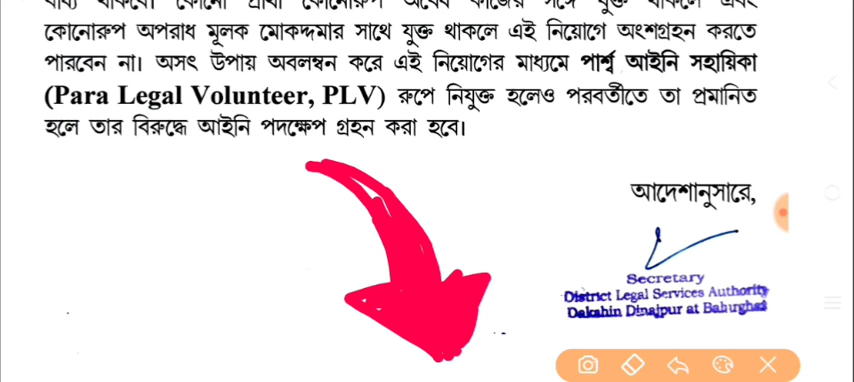 কোনোরুপ অপরাধ মূলক মোকদ্দমার সাথে যুক্ত থাকলে এই নিয়োগে অংশগ্রহন করতে
পারবেন না। অসৎ উপায় অবলম্বন করে এই নিয়োগের মাধ্যমে পার্শ্ব আইনি সহায়িকা
(Para Legal Volunteer, PLV) রুপে নিযুক্ত হলেও পরবর্তীতে তা প্রমানিত
হলে তার বিরুদ্ধে আইনি পদক্ষেপ গ্রহন করা হবে।
আদেশানুসারে,
Secretary
District Legal Services Authority
Dakshin Dinajpur at Balurghat